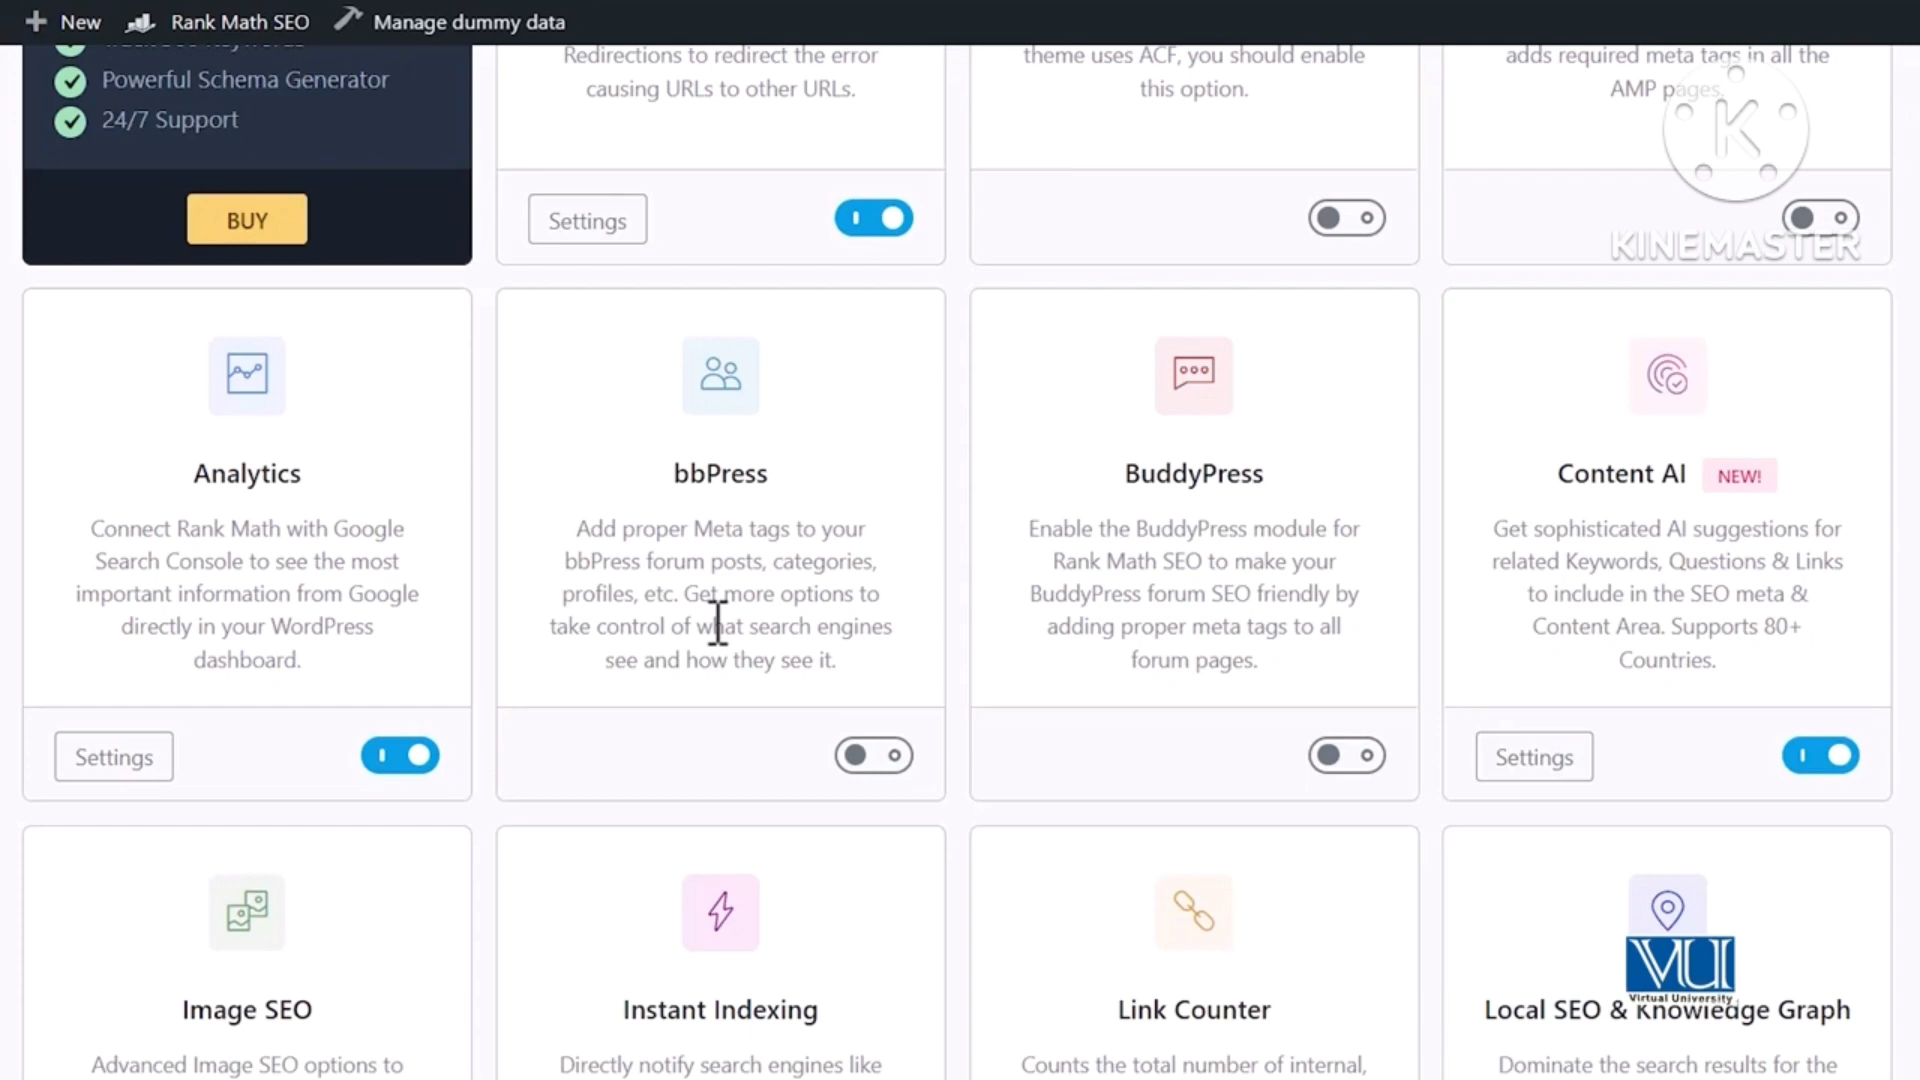 New
Rank Math SEO
Manage dummy data
Powerful Schema Generator
24/7 Support
BUY
Redirections to redirect the error
causing URLs to other URLs.
Settings
theme uses ACF, you should enable
this option.
adds required meta tags in all the
AMP pages.
K
KINEMASTER
Analytics
Connect Rank Math with Google
Search Console to see the most
important information from Google
directly in your WordPress
dashboard.
Settings
bbPress
Add proper Meta tags to your
bbPress forum posts, categories,
profiles, etc. Get more options to
take control of what search engines
see and how they see it.
BuddyPress
Enable the BuddyPress module for
Rank Math SEO to make your
BuddyPress forum SEO friendly by
adding proper meta tags to all
forum pages.
Content AI NEW!
Get sophisticated AI suggestions for
related Keywords, Questions & Links
to include in the SEO meta &
Content Area. Supports 80+
Countries.
Settings
Image SEO
Advanced Image SEO options to
Instant Indexing
Directly notify search engines like
Link Counter
Counts the total number of internal,
VU
Virtual University
Local SEO & Knowledge Graph
Dominate the search results for the